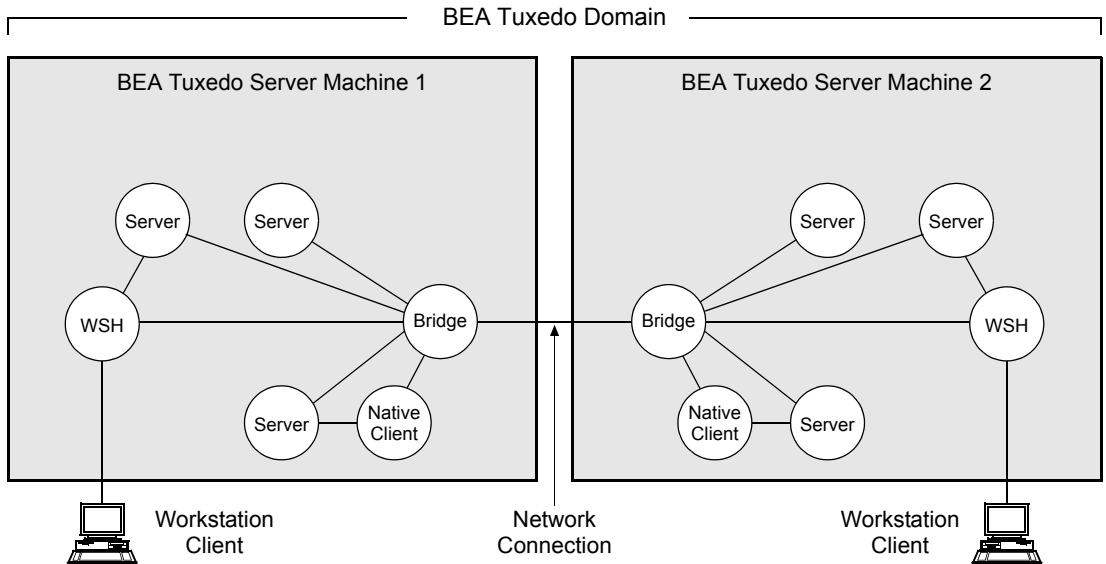 BEA Tuxedo Domain
BEA Tuxedo Server Machine 1
BEA Tuxedo Server Machine 2
Server
Server
Server
Server
WSH
Bridge
Bridge
WSH
Server
Native
Client
Native
Client
Server
Workstation
Client
Network
Connection
Workstation
Client